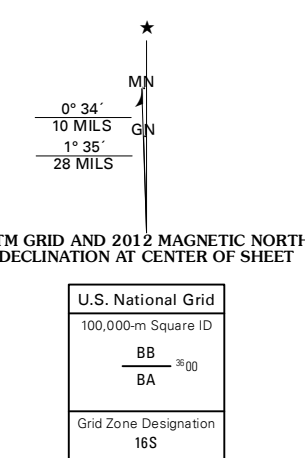 ★
MN
0° 34´
10 MILS
GN
1° 35´
28 MILS
TM GRID AND 2012 MAGNETIC NORTH
DECLINATION AT CENTER OF SHEET
U.S. National Grid
100,000-m Square ID
BB
3600
BA
Grid Zone Designation
16S